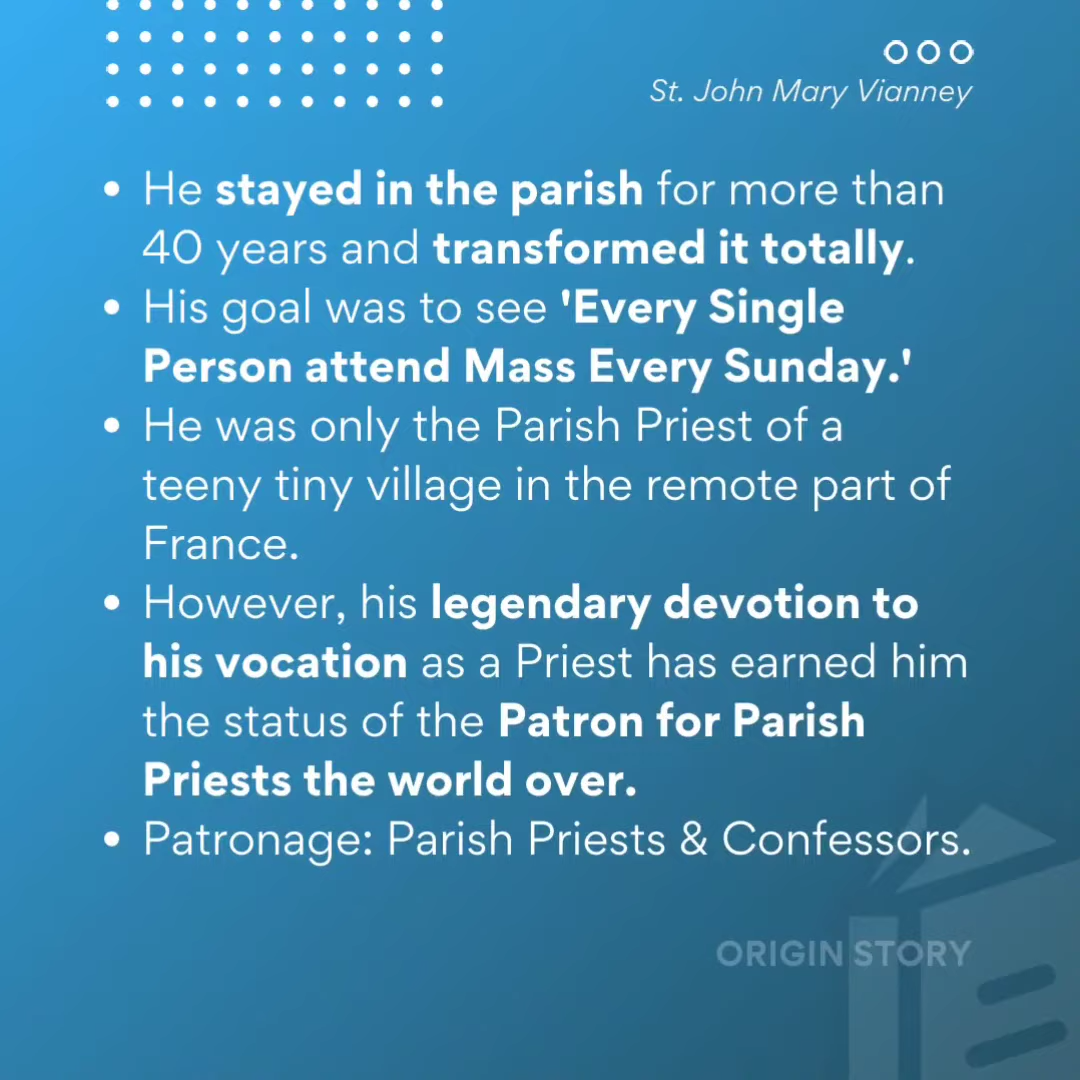 St. John Mary Vianney
• He stayed in the parish for more than
40 years and transformed it totally.
• His goal was to see 'Every Single
Person attend Mass Every Sunday.'
• He was only the Parish Priest of a
teeny tiny village in the remote part of
France.
• However, his legendary devotion to
his vocation as a Priest has earned him
the status of the Patron for Parish
Priests the world over.
• Patronage: Parish Priests & Confessors.
ORIGIN STORY